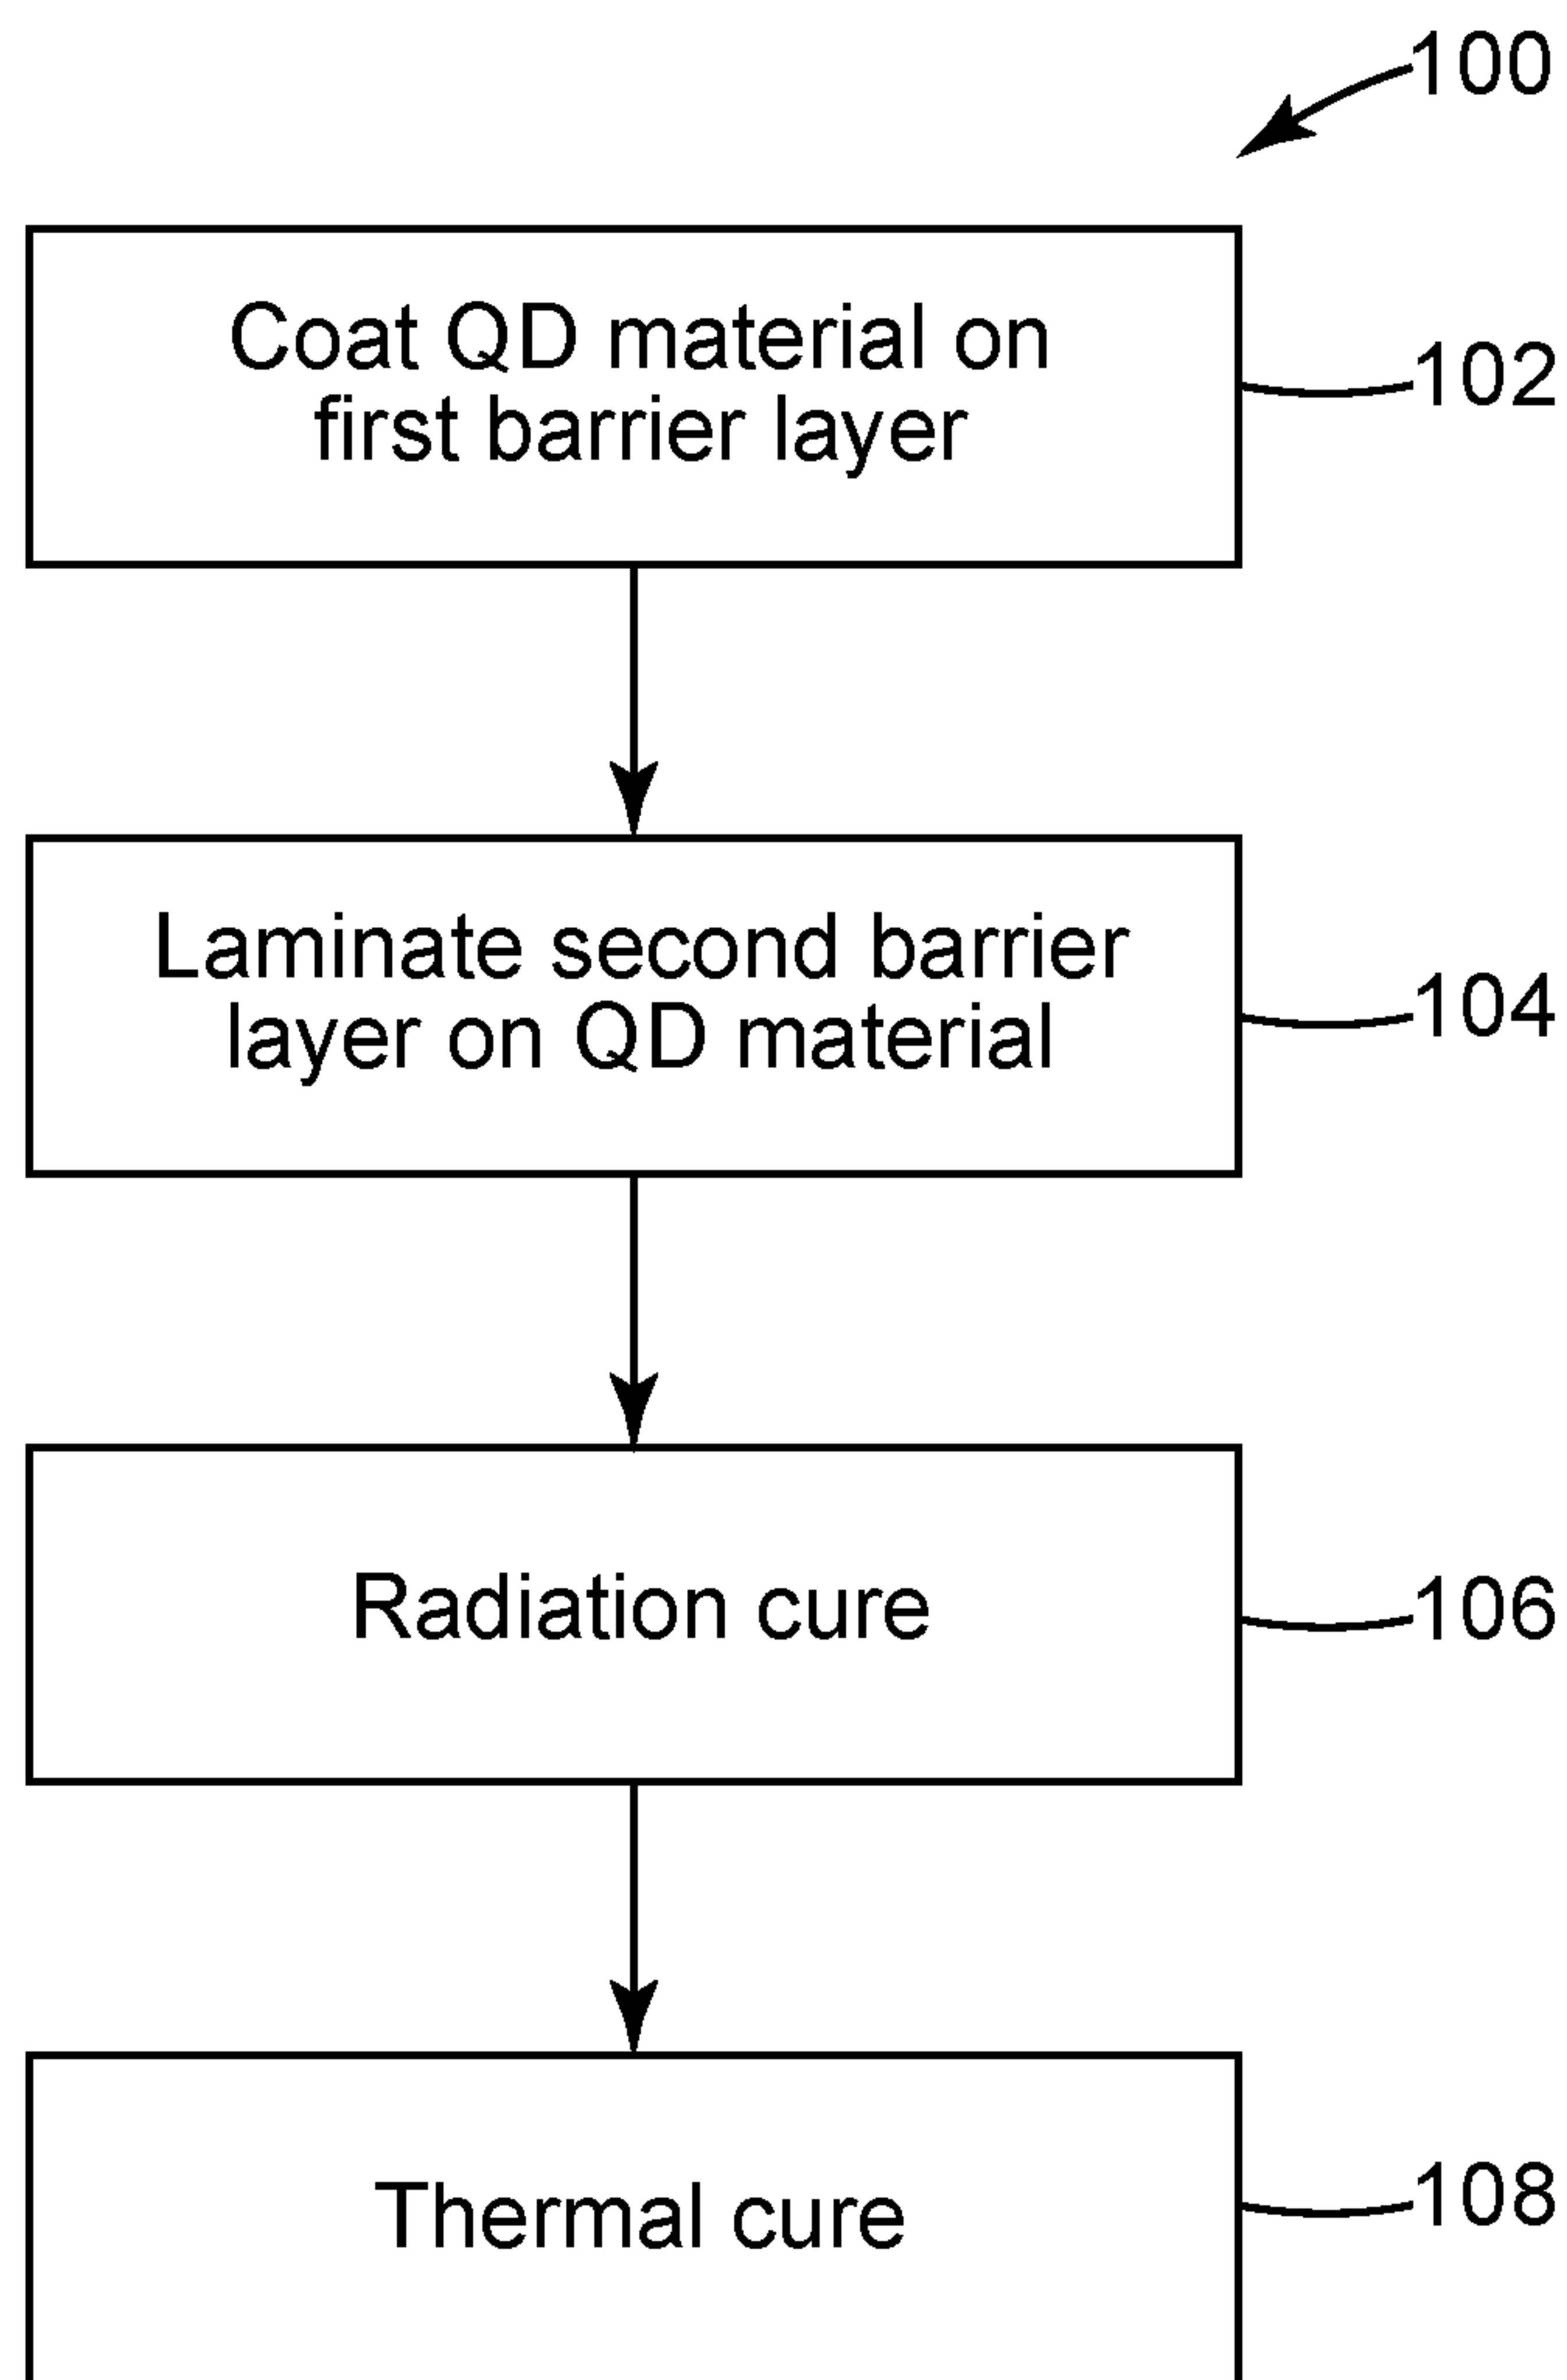 100
Coat QD material on
first barrier layer
102
Laminate second barrier
layer on QD material
104
Radiation cure
106
Thermal cure
108